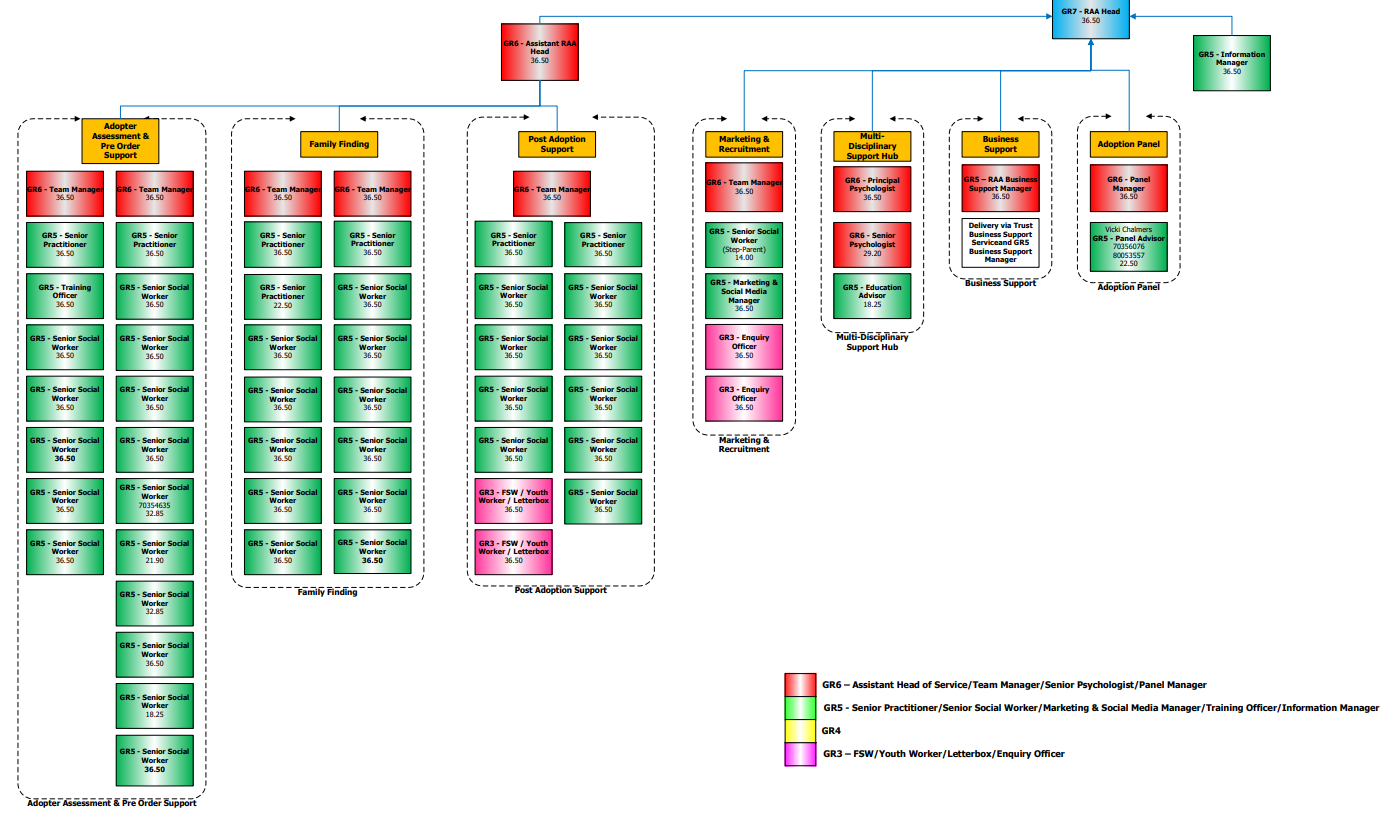 GR7 - RAA Head
36.50
GR6 - Assistant RAA
Head
36.50
GR5 - Information
Manager
36.50
Adopter
Assessment &
Pre Order
Support
GR6 - Team Manager
36.50
GR5 - Senior
Practitioner
36.50
GR5 - Training
Officer
36.50
GR5 - Senior Social
Worker
36.50
GR5 - Senior Social
Worker
36.50
GR5 - Senior Social
Worker
36.50
GR5 - Senior Social
Worker
36.50
GR5 - Senior Social
Worker
36.50
GR6 - Team Manager
36.50
GR5 - Senior
Practitioner
36.50
GR5 - Senior Social
Worker
36.50
GR5 - Senior Social
Worker
36.50
GR5 - Senior Social
Worker
36.50
GR5 - Senior Social
Worker
36.50
GR5 - Senior Social
Worker
70354635
32.85
GR5 - Senior Social
Worker
21.90
GR5 - Senior Social
Worker
32.85
GR5 - Senior Social
Worker
36.50
GR5 - Senior Social
Worker
18.25
GR5 - Senior Social
Worker
36.50
Adopter Assessment & Pre Order Support
Family Finding
GR6 - Team Manager
36.50
GR5 - Senior
Practitioner
36.50
GR5 - Senior
Practitioner
22.50
GR5 - Senior Social
Worker
36.50
GR5 - Senior Social
Worker
36.50
GR5 - Senior Social
Worker
36.50
GR5 - Senior Social
Worker
36.50
GR5 - Senior Social
Worker
36.50
GR6 - Team Manager
36.50
GR5 - Senior
Practitioner
36.50
GR5 - Senior Social
Worker
36.50
GR5 - Senior Social
Worker
36.50
GR5 - Senior Social
Worker
36.50
GR5 - Senior Social
Worker
36.50
GR5 - Senior Social
Worker
36.50
GR5 - Senior Social
Worker
36.50
Family Finding
Post Adoption
Support
GR6 - Team Manager
36.50
GR5 - Senior
Practitioner
36.50
GR5 - Senior Social
Worker
36.50
GR5 - Senior Social
Worker
36.50
GR5 - Senior Social
Worker
36.50
GR5 - Senior Social
Worker
36.50
GR3 - FSW / Youth
Worker / Letterbox
36.50
GR3 - FSW / Youth
Worker / Letterbox
36.50
GR5 - Senior
Practitioner
36.50
GR5 - Senior Social
Worker
36.50
GR5 - Senior Social
Worker
36.50
GR5 - Senior Social
Worker
36.50
GR5 - Senior Social
Worker
36.50
GR5 - Senior Social
Worker
36.50
Post Adoption Support
Marketing &
Recruitment
GR6 - Team Manager
36.50
GR5 - Senior Social
Worker
(Step-Parent)
14.00
GR5 - Marketing &
Social Media
Manager
36.50
GR3 - Enquiry
Officer
36.50
GR3 - Enquiry
Officer
36.50
Marketing &
Recruitment
Multi-
Disciplinary
Support Hub
GR6 - Principal
Psychologist
36.50
GR6 - Senior
Psychologist
29.20
GR5 - Education
Advisor
18.25
Multi-Disciplinary
Support Hub
Business
Support
GR5 – RAA Business
Support Manager
36.50
Delivery via Trust
Business Support
Serviceand GR5
Business Support
Manager
Business Support
Adoption Panel
GR6 - Panel
Manager
36.50
Vicki Chalmers
GR5 - Panel Advisor
70356076
80053557
22.50
Adoption Panel
GR6 – Assistant Head of Service/Team Manager/Senior Psychologist/Panel Manager
GR5 - Senior Practitioner/Senior Social Worker/Marketing & Social Media Manager/Training Officer/Information Manager
GR4
GR3 – FSW/Youth Worker/Letterbox/Enquiry Officer